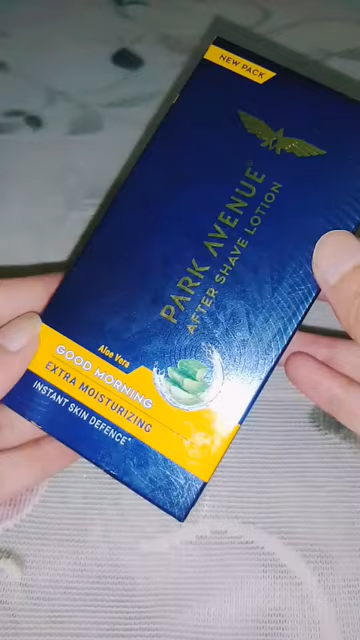 NEW PACK
PARK AVENUE
AFTER SHAVE LOTION
Aloe Vera
GOOD MORNING
EXTRA MOISTURIZING
INSTANT SKIN DEFENCE*